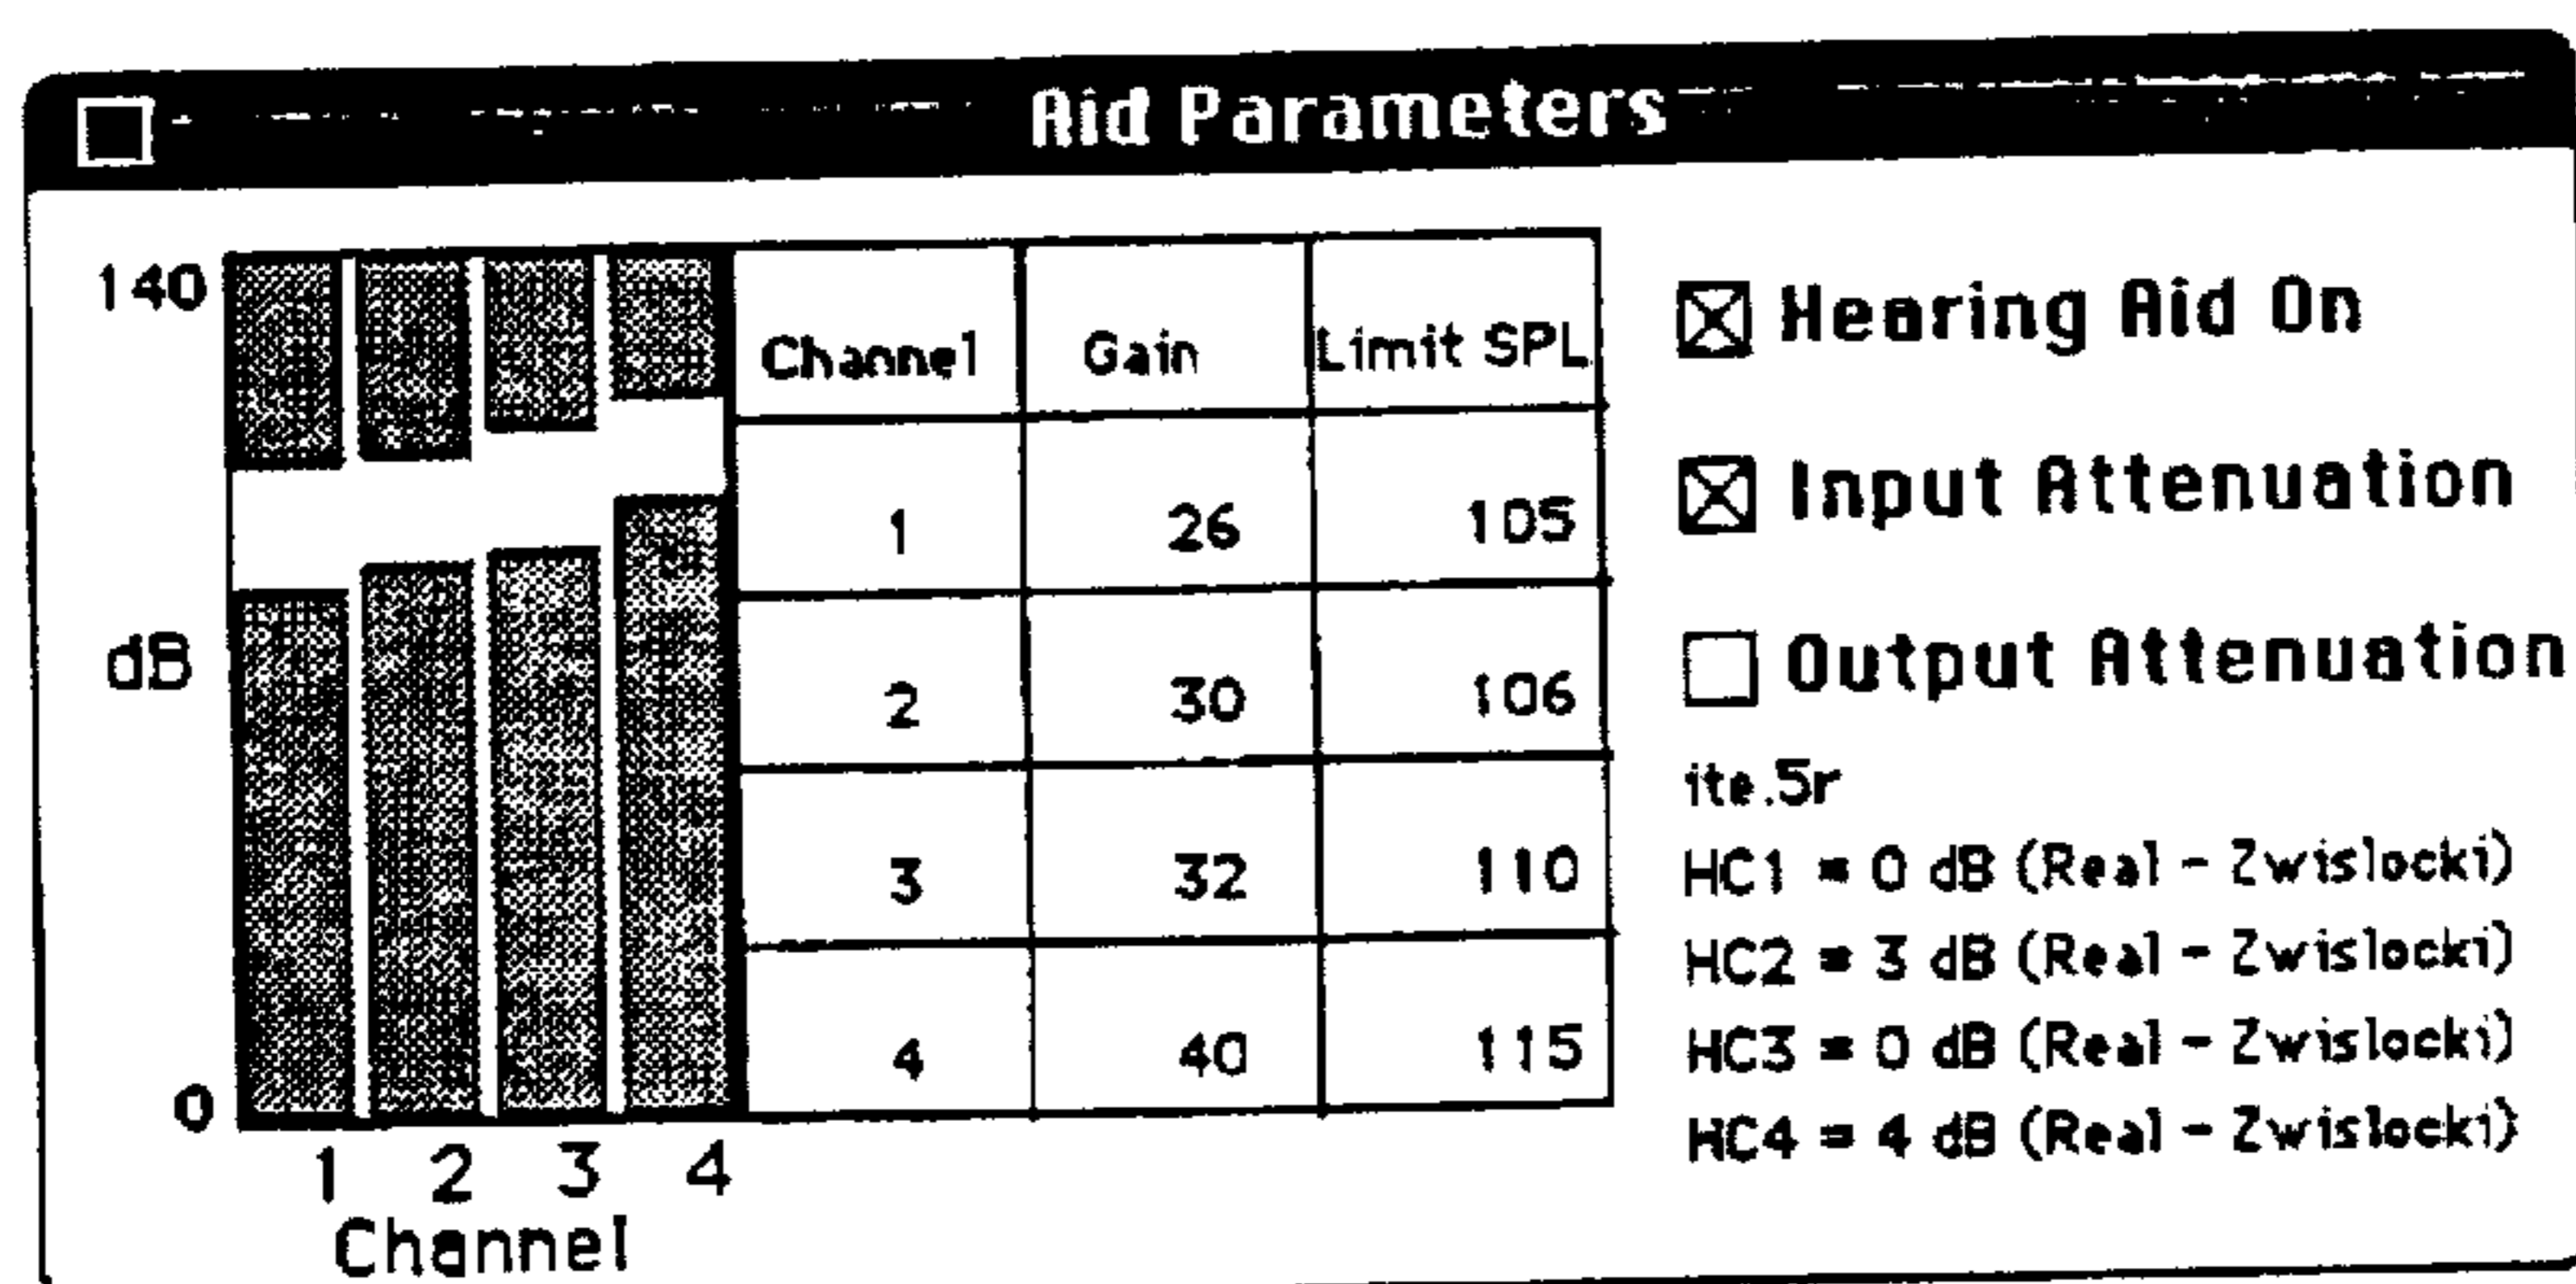 Aid Parameters
140
dB
0
1 2 3 4
Channel
Channel Gain Limit SPL
1 26 105
2 30 106
3 32 110
4 40 115
Hearing Aid On
Input Attenuation
Output Attenuation
ite.5r
HC1 = 0 dB (Real - Zwislocki)
HC2 = 3 dB (Real - Zwislocki)
HC3 = 0 dB (Real - Zwislocki)
HC4 = 4 dB (Real - Zwislocki)